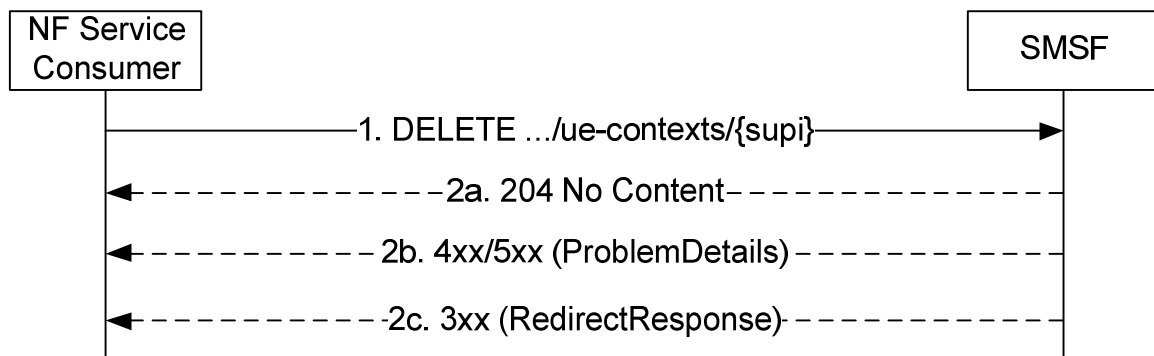 NF Service
Consumer
SMSF
1. DELETE .../ue-contexts/{supi}
2a. 204 No Content
2b. 4xx/5xx (ProblemDetails)
2c. 3xx (RedirectResponse)